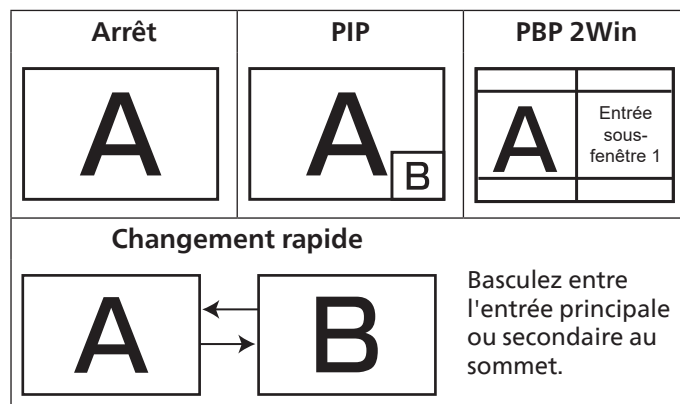 Arrêt
PIP
PBP 2Win
A
A
B
A
Entrée
sous-
fenêtre 1
Changement rapide
A
B
Basculez entre
l'entrée principale
ou secondaire au
sommet.